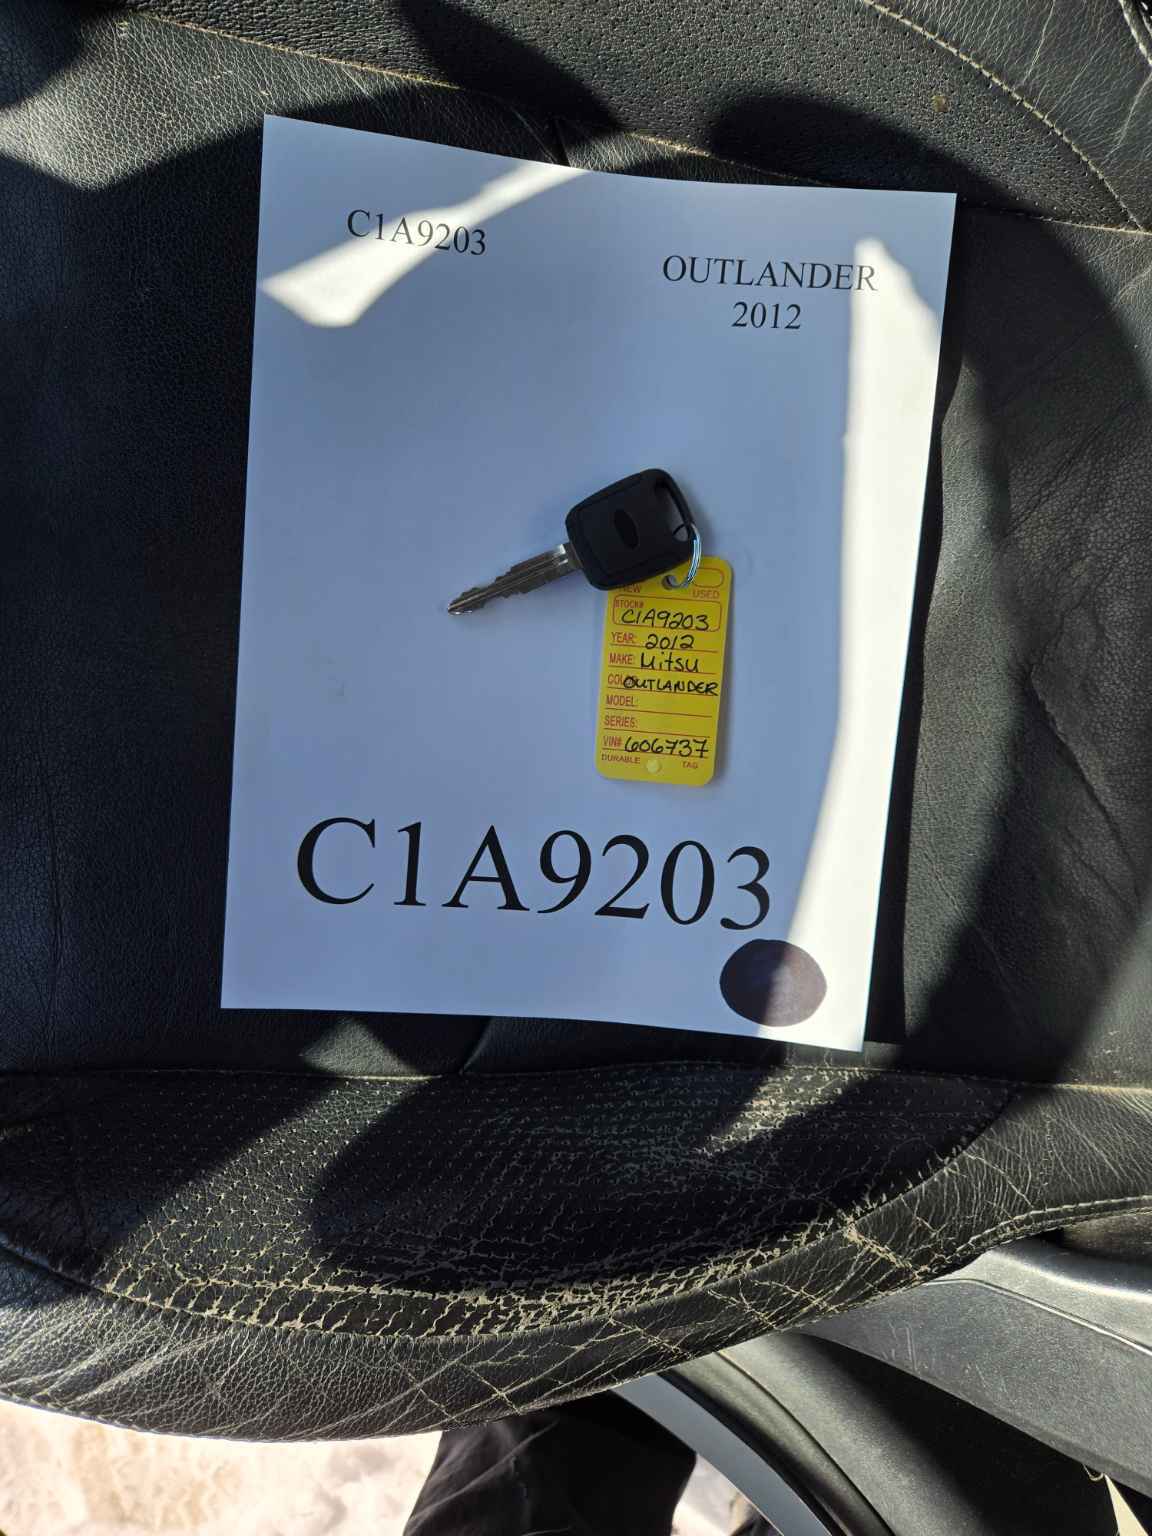 C1A9203
OUTLANDER
2012
NEW USED
STOCK# C1A9203
YEAR: 2012
MAKE: Mitsu
OUTLANDER
MODEL:
SERIES:
VIN# 606737
DURABLE TAG
C1A9203